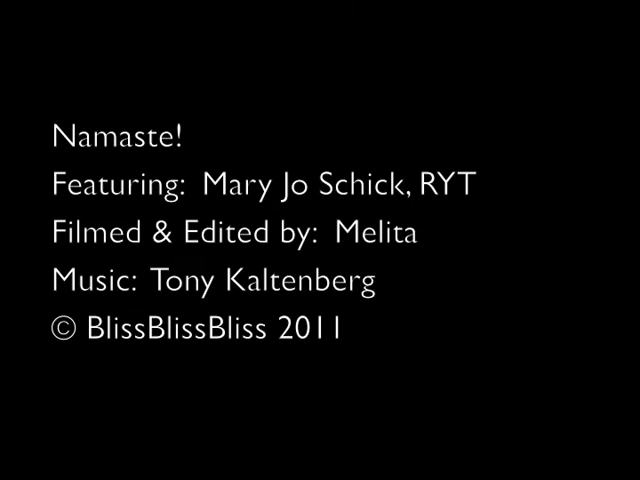 Namaste!
Featuring: Mary Jo Schick, RYT
Filmed & Edited by: Melita
Music: Tony Kaltenberg
© BlissBlissBliss 2011